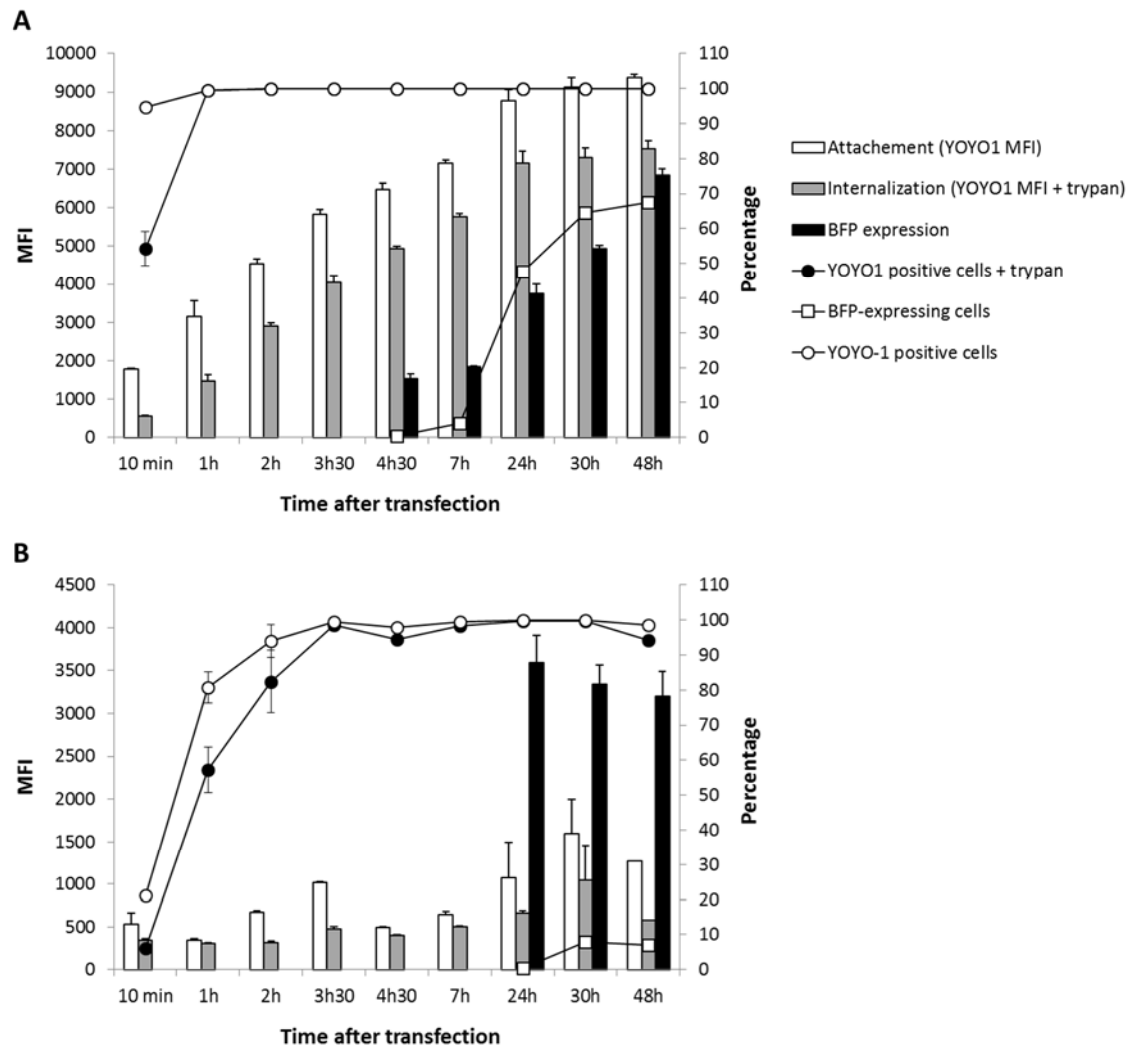 A
10000
9000
8000
7000
6000
5000
4000
3000
2000
1000
0
MFI
110
100
90
80
70
60
50
40
30
20
10
0
Percentage
10 min 1h 2h 3h30 4h30 7h 24h 30h 48h
Time after transfection
Attachement (YOYO1 MFI)
Internalization (YOYO1 MFI + trypan)
BFP expression
YOYO1 positive cells + trypan
BFP-expressing cells
YOYO-1 positive cells
B
4500
4000
3500
3000
2500
2000
1500
1000
500
0
MFI
110
100
90
80
70
60
50
40
30
20
10
0
Percentage
10 min 1h 2h 3h30 4h30 7h 24h 30h 48h
Time after transfection